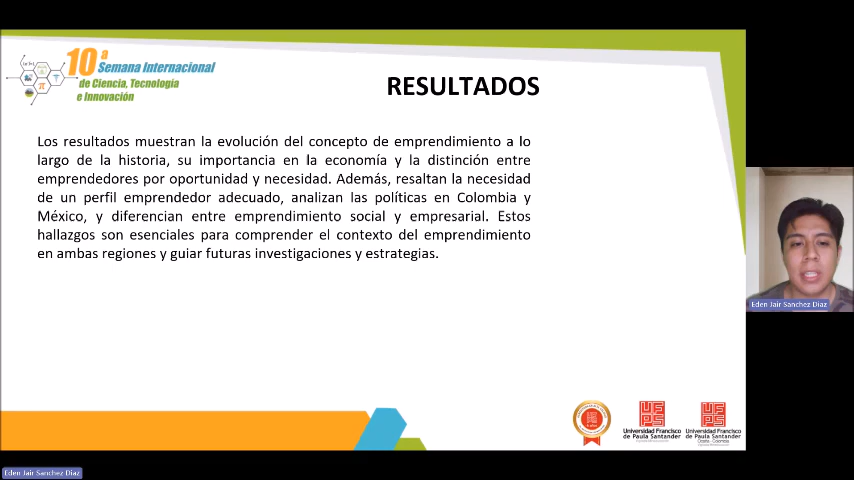 10ª
Semana Internacional
de Ciencia, Tecnología
e Innovación
RESULTADOS
Los resultados muestran la evolución del concepto de emprendimiento a lo
largo de la historia, su importancia en la economía y la distinción entre
emprendedores por oportunidad y necesidad. Además, resaltan la necesidad
de un perfil emprendedor adecuado, analizan las políticas en Colombia y
México, y diferencian entre emprendimiento social y empresarial. Estos
hallazgos son esenciales para comprender el contexto del emprendimiento
en ambas regiones y guiar futuras investigaciones y estrategias.
Eden Jair Sanchez Diaz
Universidad Francisco
de Paula Santander
Universidad Francisco
de Paula Santander
Ocaña - Colombia
Eden Jair Sanchez Diaz